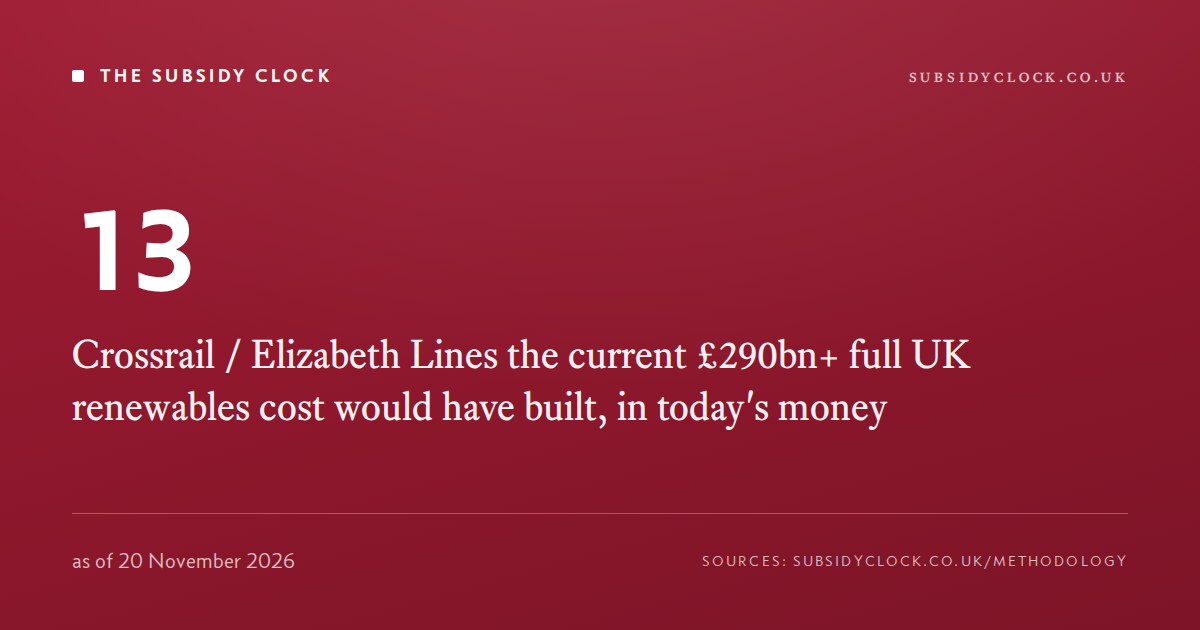 THE SUBSIDY CLOCK
SUBSIDYCLOCK.CO.UK
13
Crossrail / Elizabeth Lines the current £290bn+ full UK
renewables cost would have built, in today's money
as of 20 November 2026
SOURCES: SUBSIDYCLOCK.CO.UK/METHODOLOGY